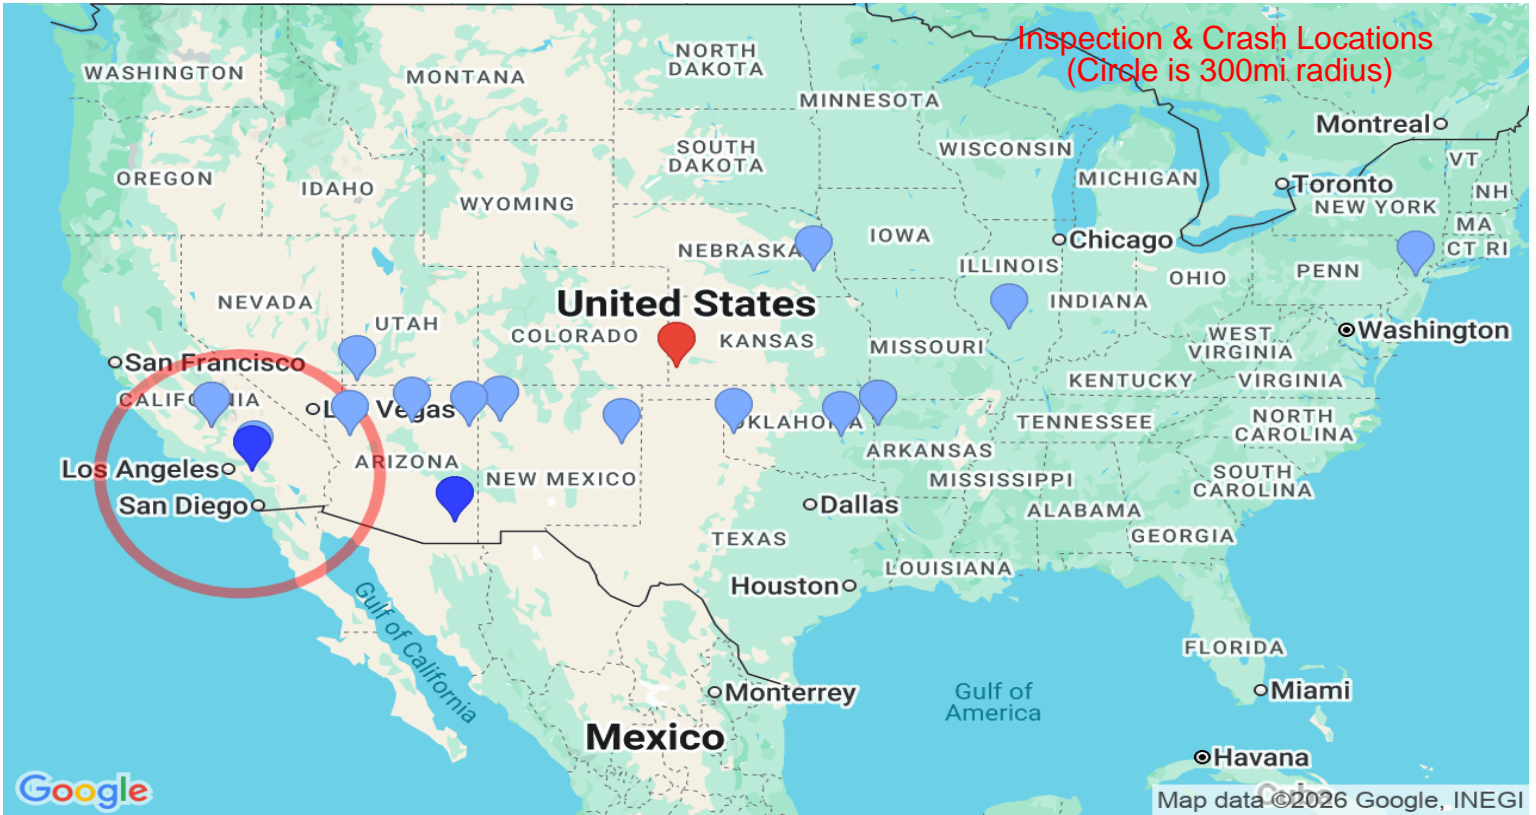 Inspection & Crash Locations
(Circle is 300mi radius)
WASHINGTON
MONTANA
NORTH
DAKOTA
MINNESOTA
Montreal
SOUTH
DAKOTA
WISCONSIN
VT
OREGON
IDAHO
WYOMING
MICHIGAN
Toronto
NH
NEW YORK
MA
CT RI
NEBRASKA
IOWA
Chicago
ILLINOIS
INDIANA
OHIO
PENN
NEVADA
UTAH
United States
COLORADO
KANSAS
MISSOURI
WEST
VIRGINIA
Washington
San Francisco
KENTUCKY
VIRGINIA
CALIFORNIA
Las Vegas
OKLAHOMA
TENNESSEE
NORTH
CAROLINA
Los Angeles
ARIZONA
NEW MEXICO
ARKANSAS
MISSISSIPPI
SOUTH
CAROLINA
San Diego
Dallas
ALABAMA
TEXAS
GEORGIA
LOUISIANA
Houston
Gulf of California
FLORIDA
Monterrey
Gulf of
America
Miami
Mexico
Havana
Cuba
Google
Map data ©2026 Google, INEGI